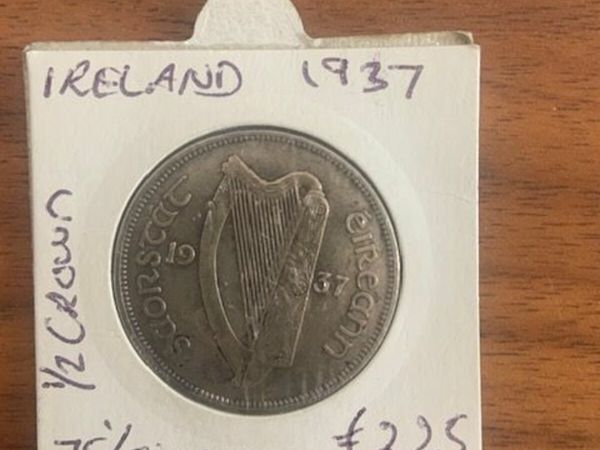 IRELAND 1937
1/2 CROWN
saorstát éireann
19 37
£225